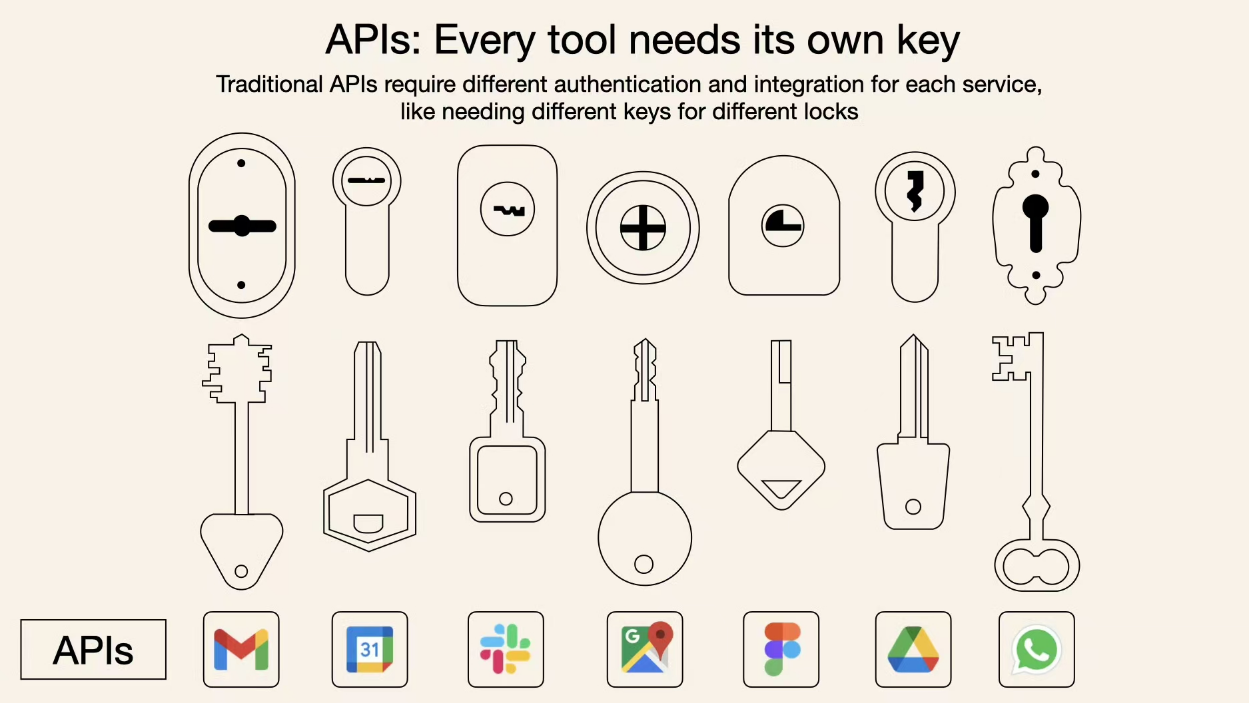 APIs: Every tool needs its own key
Traditional APIs require different authentication and integration for each service,
like needing different keys for different locks
APIs
31
G